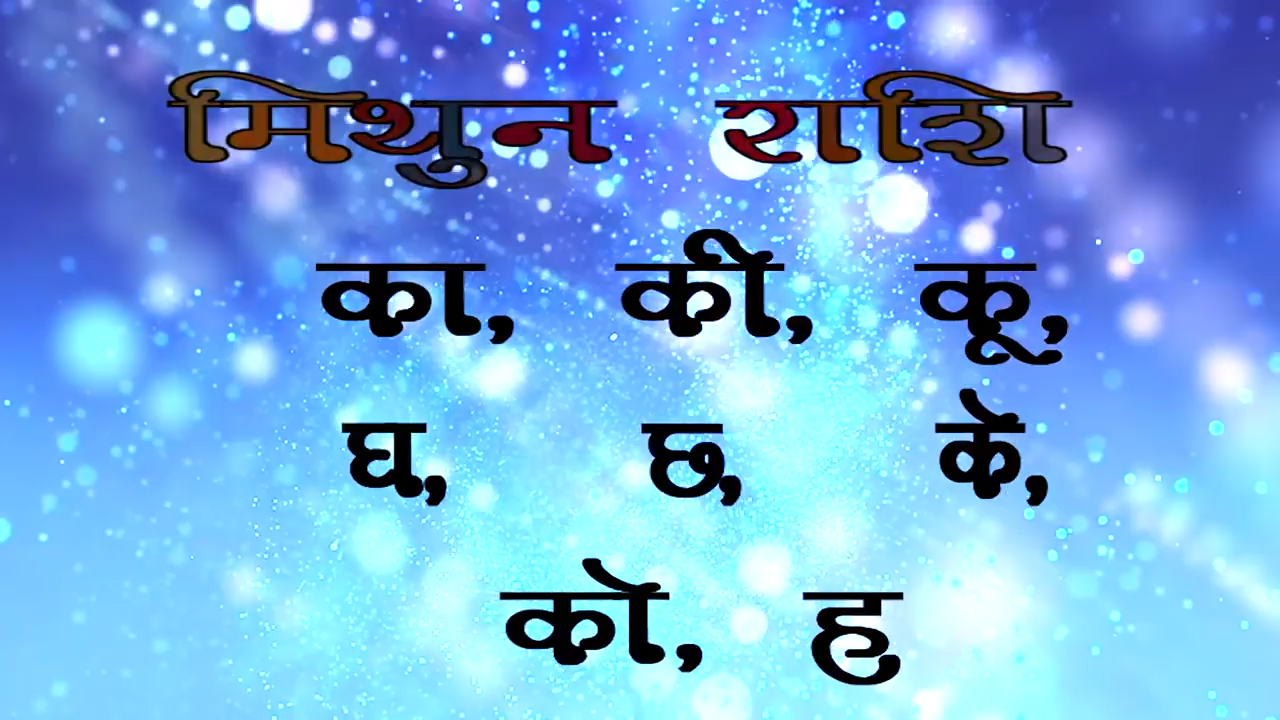 मिथुन राशि
का, की, कू,
घ, छ, के,
को, ह